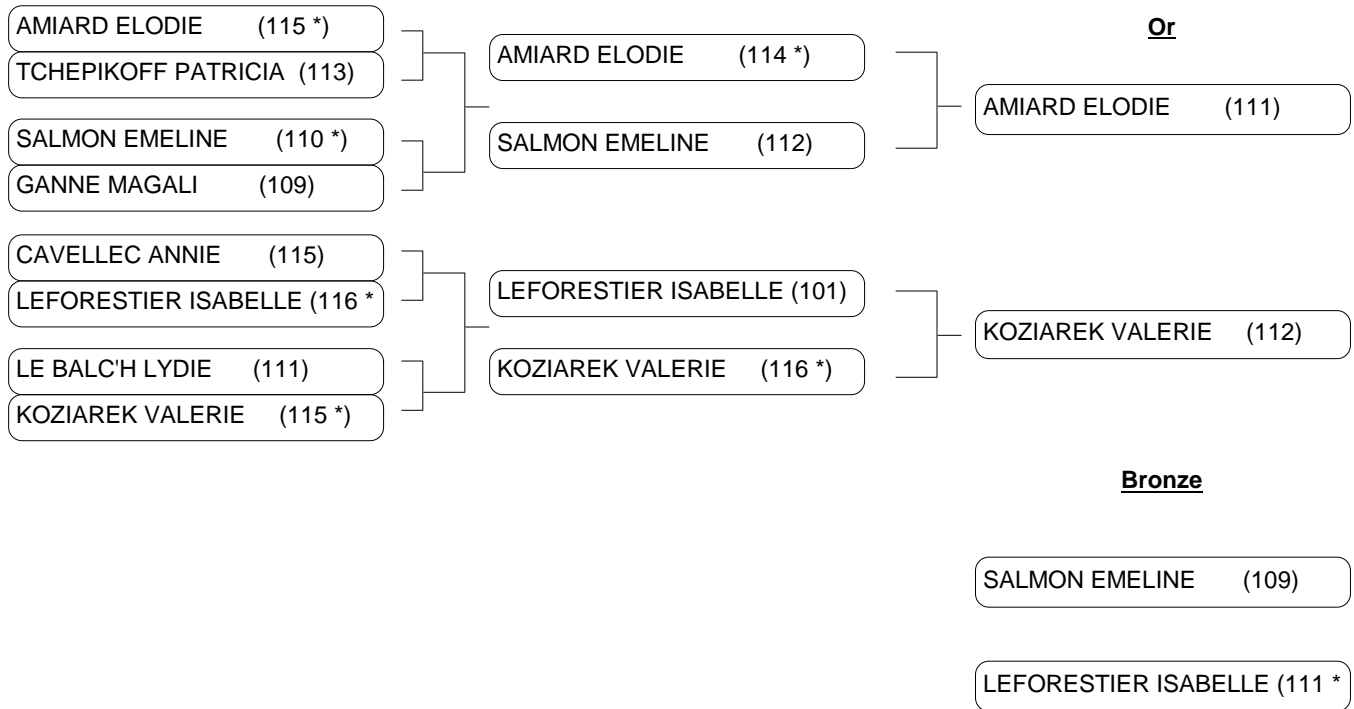 AMIARD ELODIE (115 *)
TCHEPIKOFF PATRICIA (113)
SALMON EMELINE (110 *)
GANNE MAGALI (109)
CAVELLEC ANNIE (115)
LEFORESTIER ISABELLE (116 *
LE BALC'H LYDIE (111)
KOZIAREK VALERIE (115 *)
AMIARD ELODIE (114 *)
SALMON EMELINE (112)
LEFORESTIER ISABELLE (101)
KOZIAREK VALERIE (116 *)
Or
AMIARD ELODIE (111)
KOZIAREK VALERIE (112)
Bronze
SALMON EMELINE (109)
LEFORESTIER ISABELLE (111 *